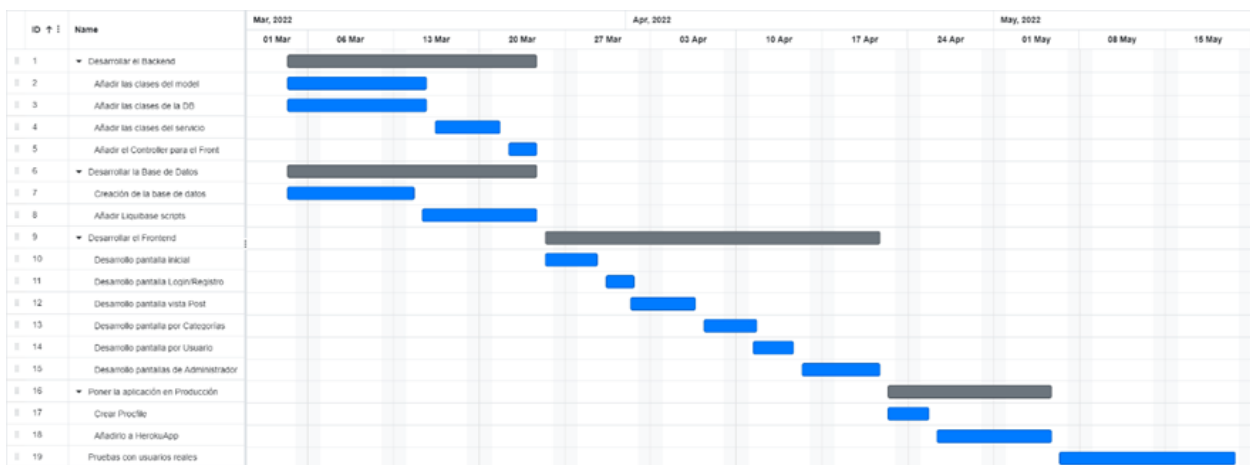 Mar, 2022 Apr, 2022 May, 2022
ID Name 01 Mar 06 Mar 13 Mar 20 Mar 27 Mar 03 Apr 10 Apr 17 Apr 24 Apr 01 May 08 May 15 May
1 Desarrollar el Backend
2 Añadir las clases del model
3 Añadir las clases de la DB
4 Añadir las clases del servicio
5 Añadir el Controller para el Front
6 Desarrollar la Base de Datos
7 Creación de la base de datos
8 Añadir Liquibase scripts
9 Desarrollar el Frontend
10 Desarrollo pantalla Inicial
11 Desarrollo pantalla Login/Registro
12 Desarrollo pantalla vista Post
13 Desarrollo pantalla por Categorías
14 Desarrollo pantalla por Usuario
15 Desarrollo pantallas de Administrador
16 Poner la aplicación en Producción
17 Crear Procfile
18 Añadirlo a HerokuApp
19 Pruebas con usuarios reales